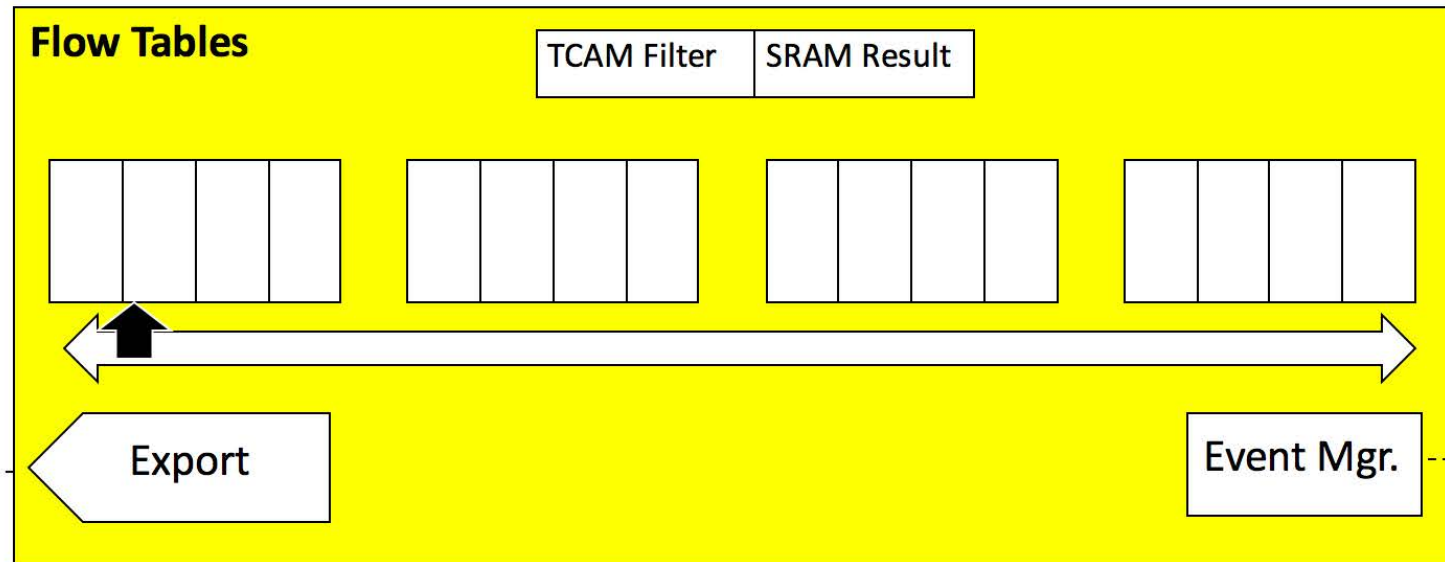 Flow Tables
TCAM Filter
SRAM Result
Export
Event Mgr.